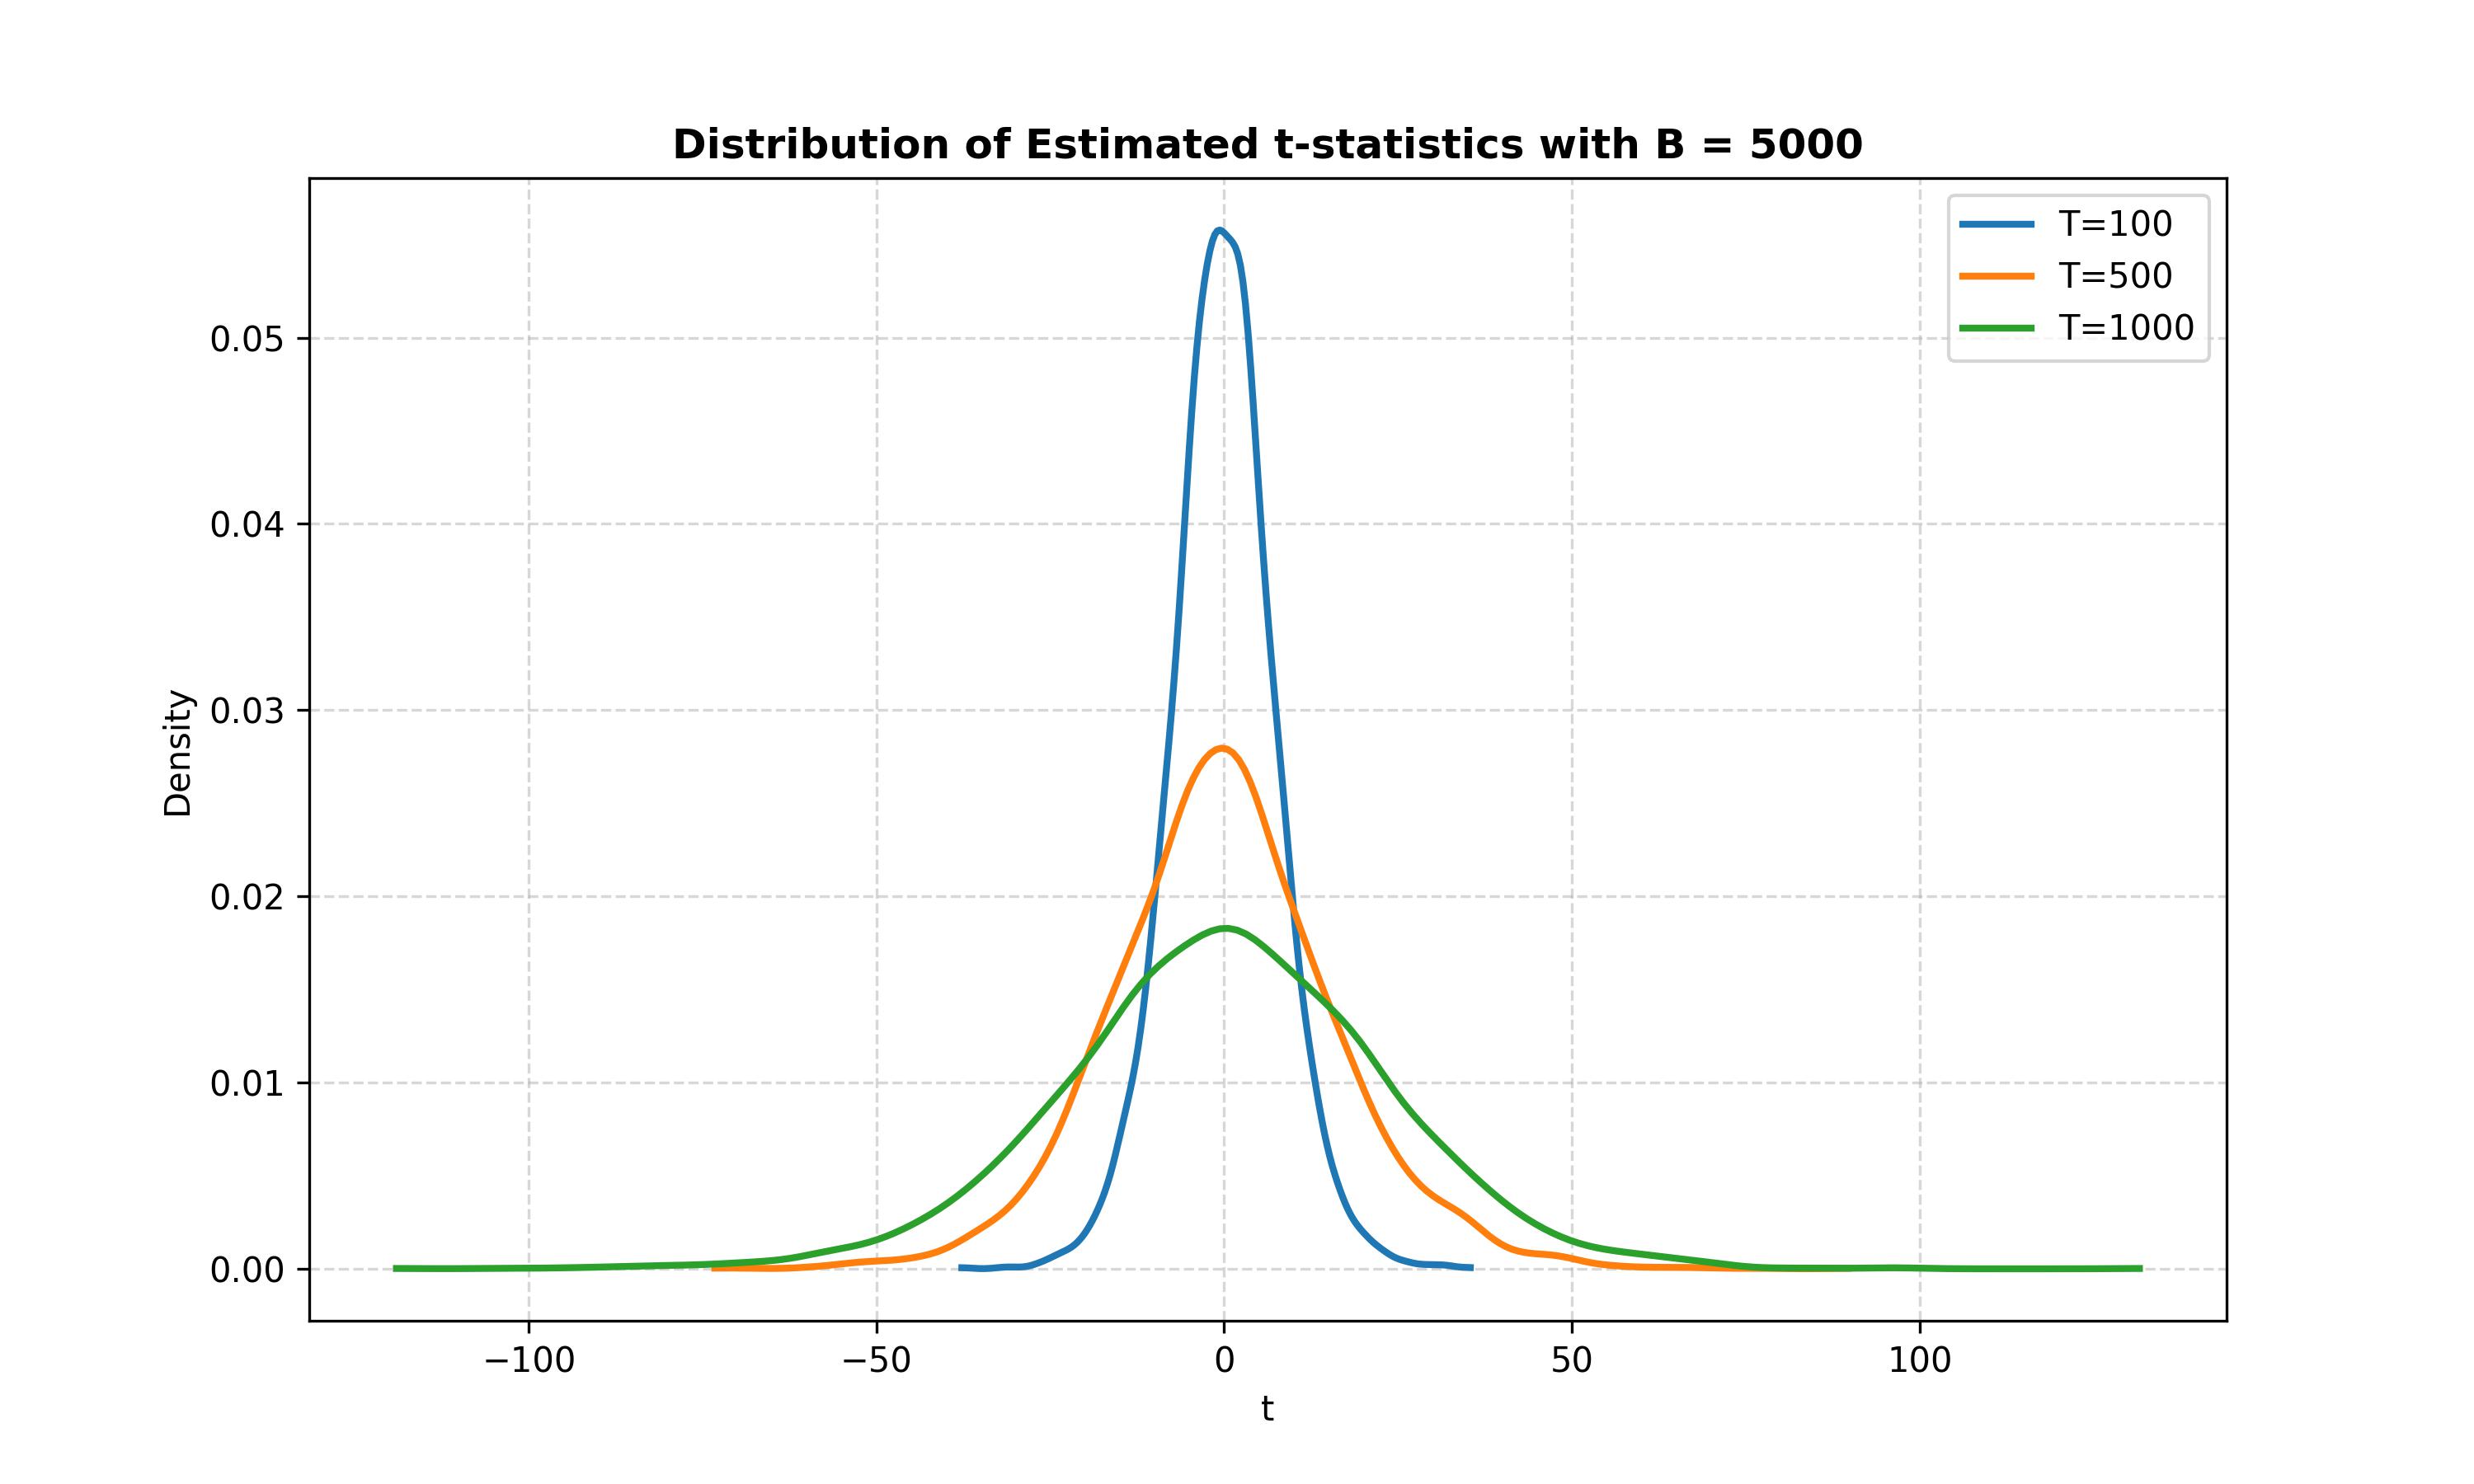 Distribution of Estimated t-statistics with B = 5000
T=100
T=500
T=1000
Density
0.05
0.04
0.03
0.02
0.01
0.00
−100
−50
0
50
100
t